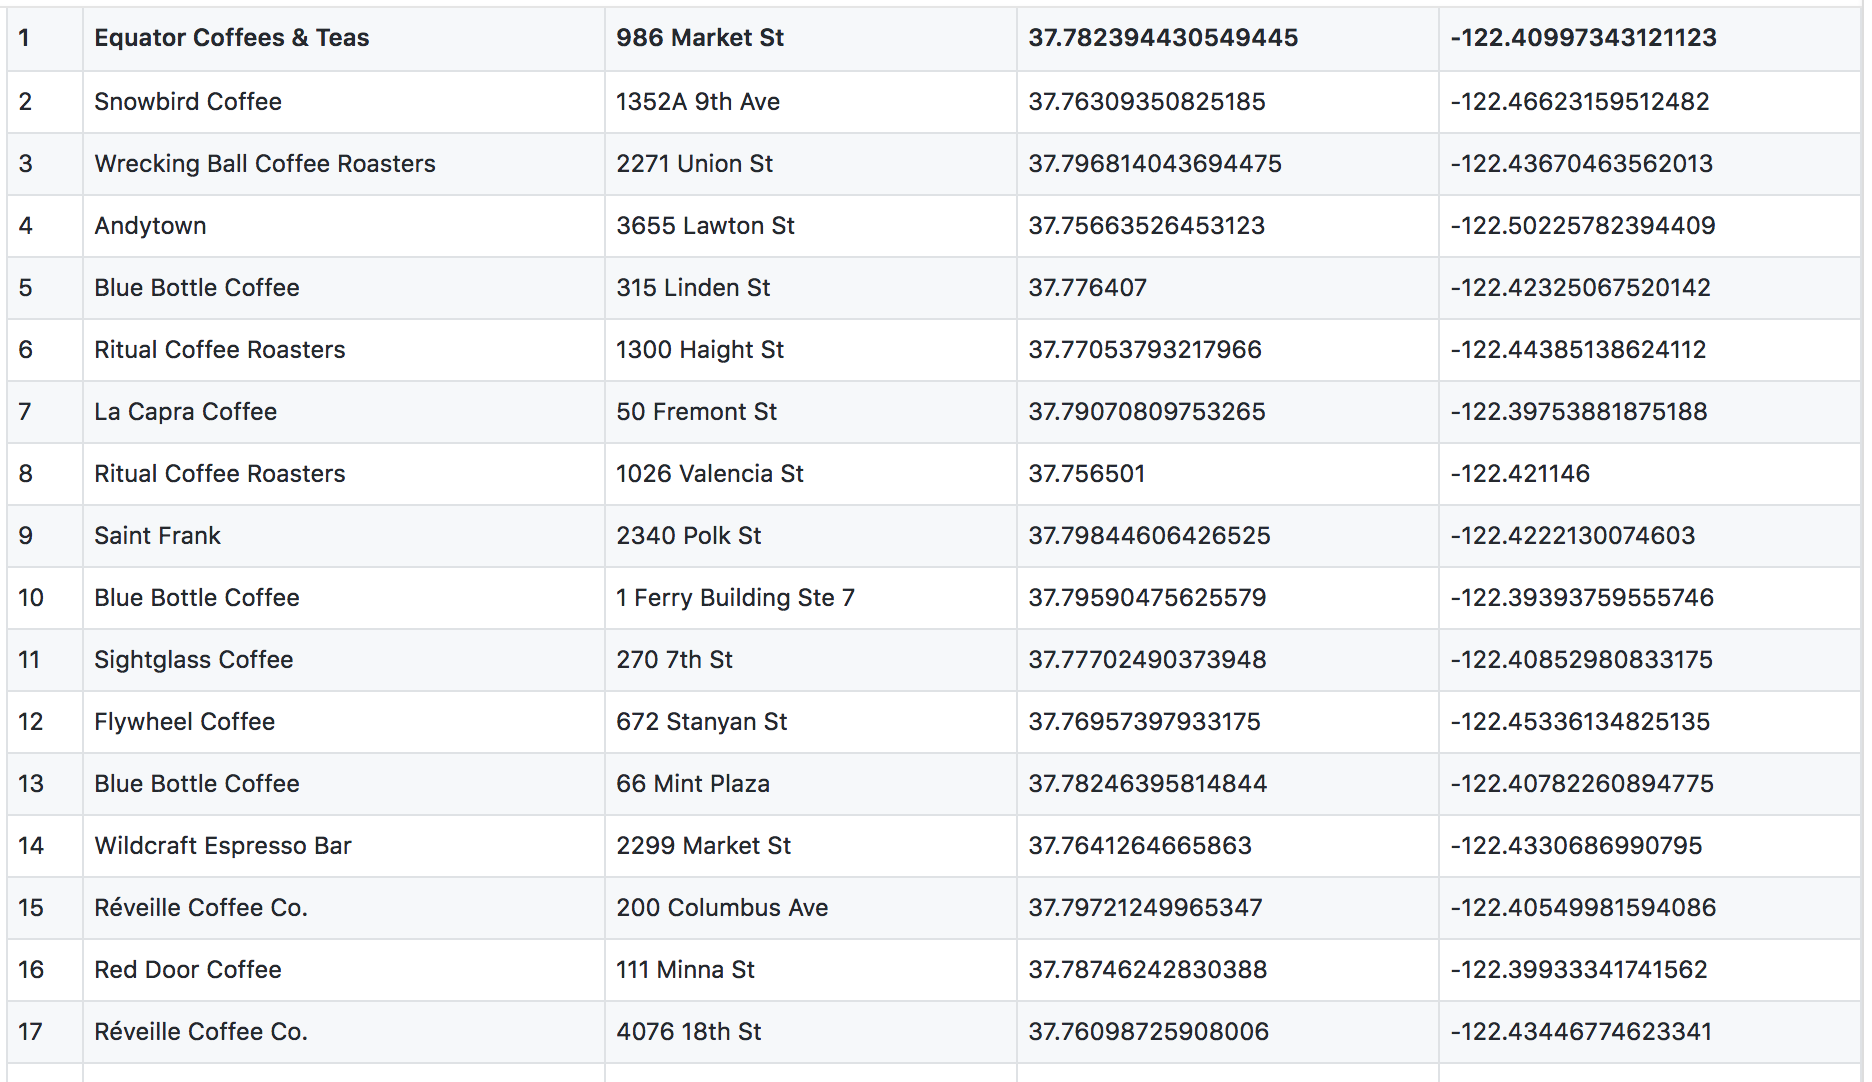 1 Equator Coffees & Teas 986 Market St 37.782394430549445 -122.40997343121123
2 Snowbird Coffee 1352A 9th Ave 37.76309350825185 -122.46623159512482
3 Wrecking Ball Coffee Roasters 2271 Union St 37.796814043694475 -122.43670463562013
4 Andytown 3655 Lawton St 37.75663526453123 -122.50225782394409
5 Blue Bottle Coffee 315 Linden St 37.776407 -122.42325067520142
6 Ritual Coffee Roasters 1300 Haight St 37.77053793217966 -122.44385138624112
7 La Capra Coffee 50 Fremont St 37.79070809753265 -122.39753881875188
8 Ritual Coffee Roasters 1026 Valencia St 37.756501 -122.421146
9 Saint Frank 2340 Polk St 37.79844606426525 -122.4222130074603
10 Blue Bottle Coffee 1 Ferry Building Ste 7 37.79590475625579 -122.39393759555746
11 Sightglass Coffee 270 7th St 37.77702490373948 -122.40852980833175
12 Flywheel Coffee 672 Stanyan St 37.76957397933175 -122.45336134825135
13 Blue Bottle Coffee 66 Mint Plaza 37.78246395814844 -122.40782260894775
14 Wildcraft Espresso Bar 2299 Market St 37.7641264665863 -122.4330686990795
15 Réveille Coffee Co. 200 Columbus Ave 37.79721249965347 -122.40549981594086
16 Red Door Coffee 111 Minna St 37.78746242830388 -122.39933341741562
17 Réveille Coffee Co. 4076 18th St 37.76098725908006 -122.43446774623341